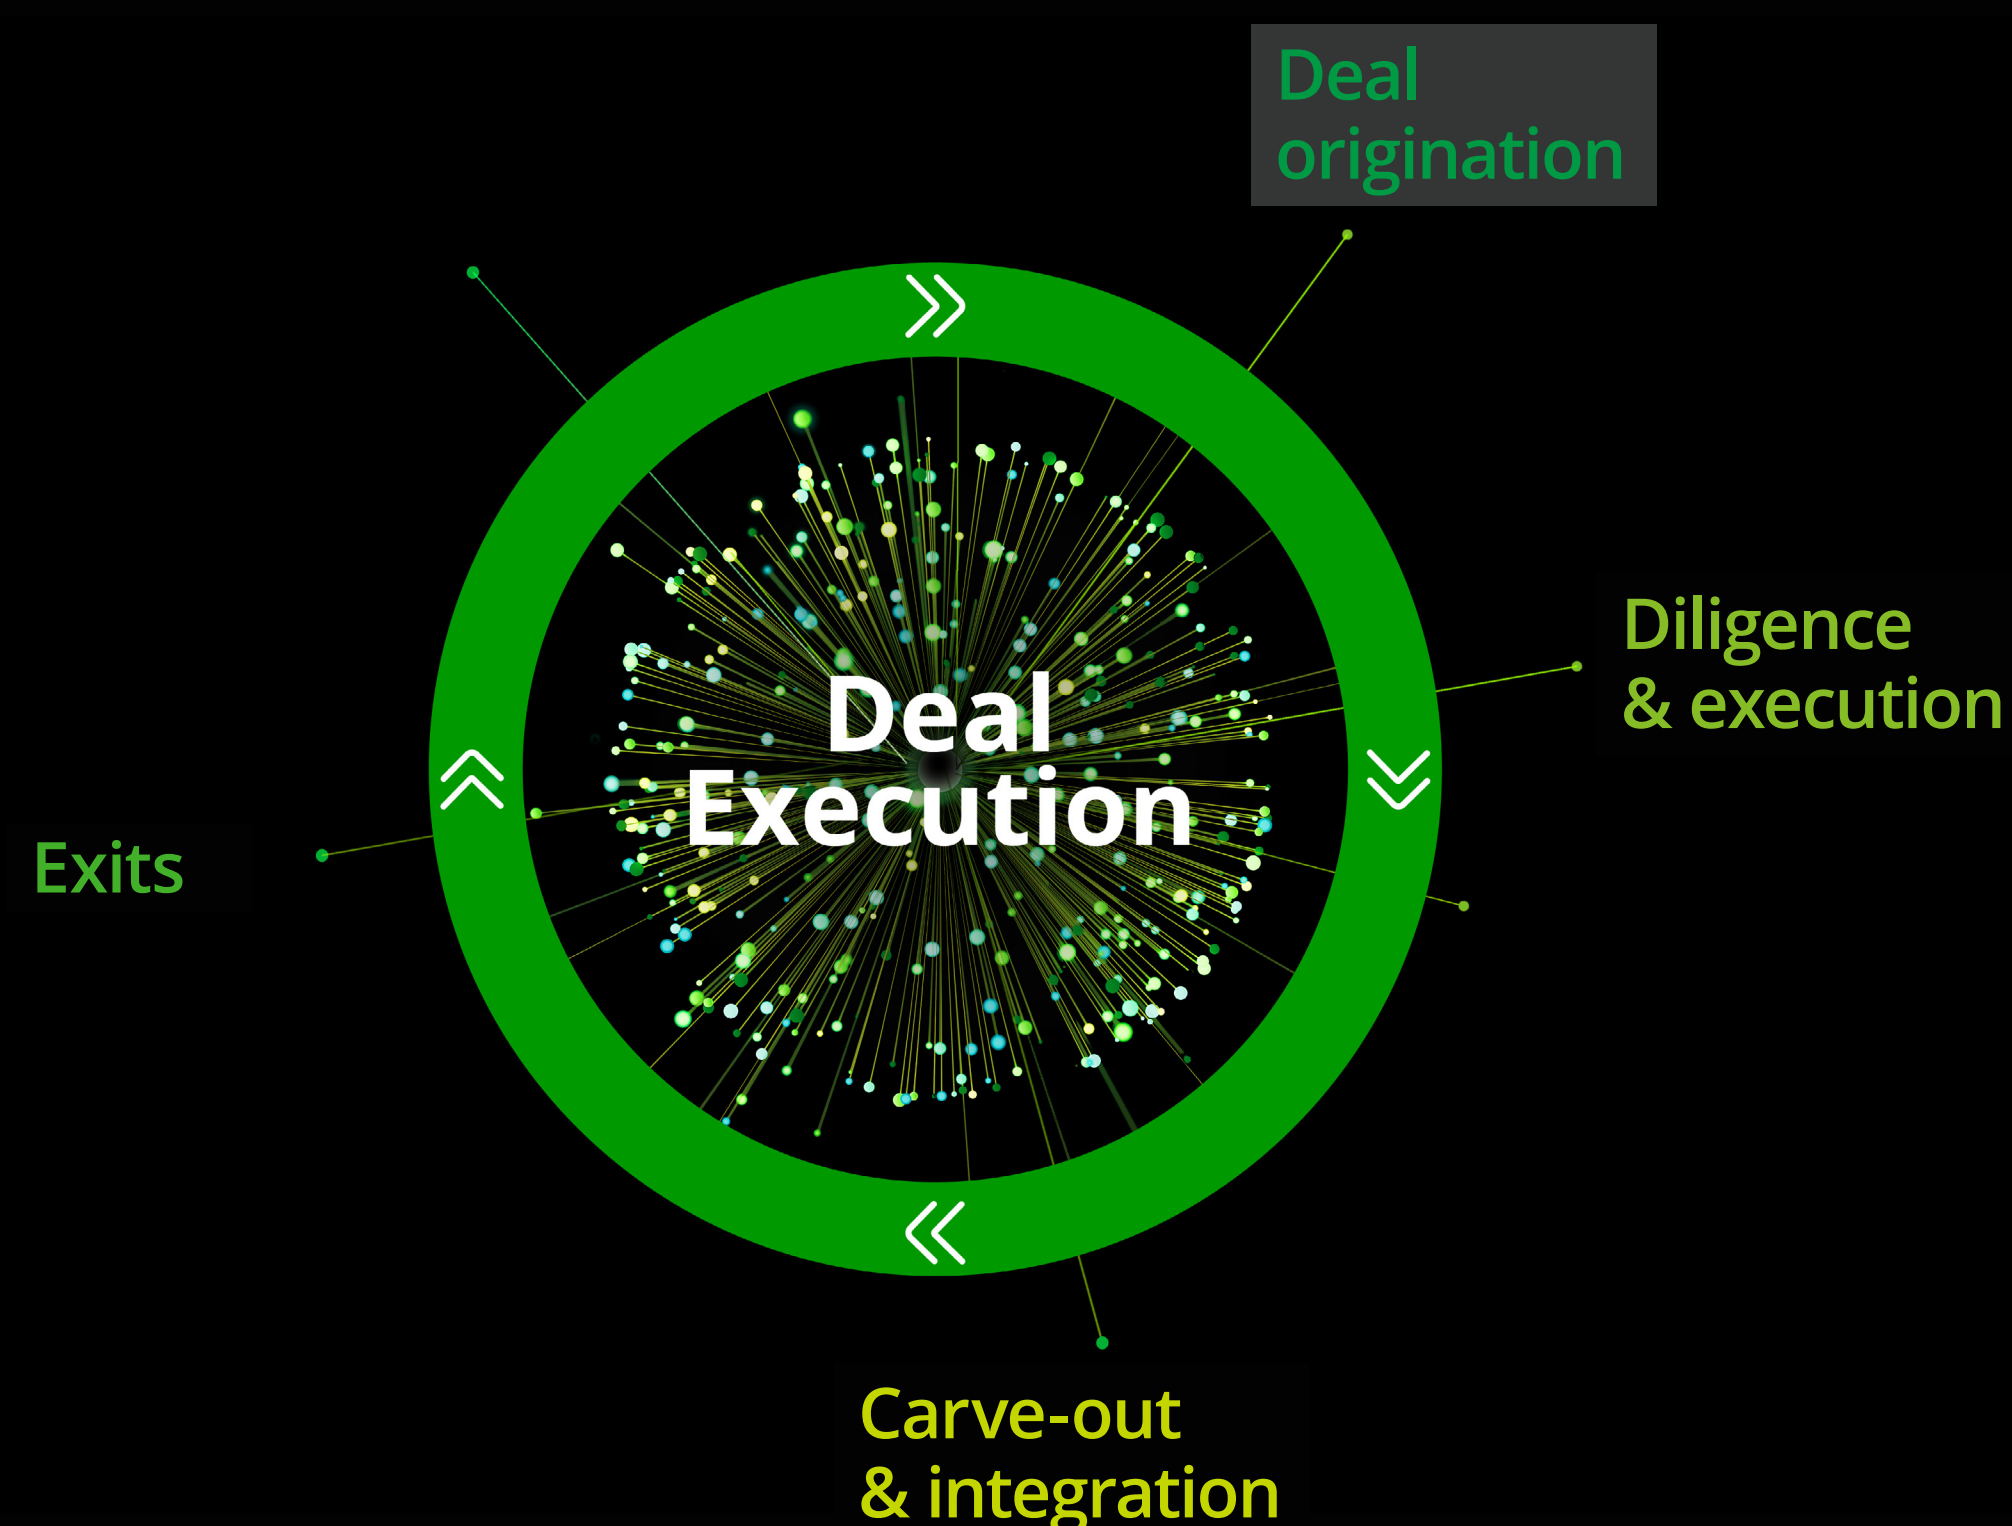 Deal
origination
Diligence
& execution
Deal
Execution
Exits
Carve-out
& integration